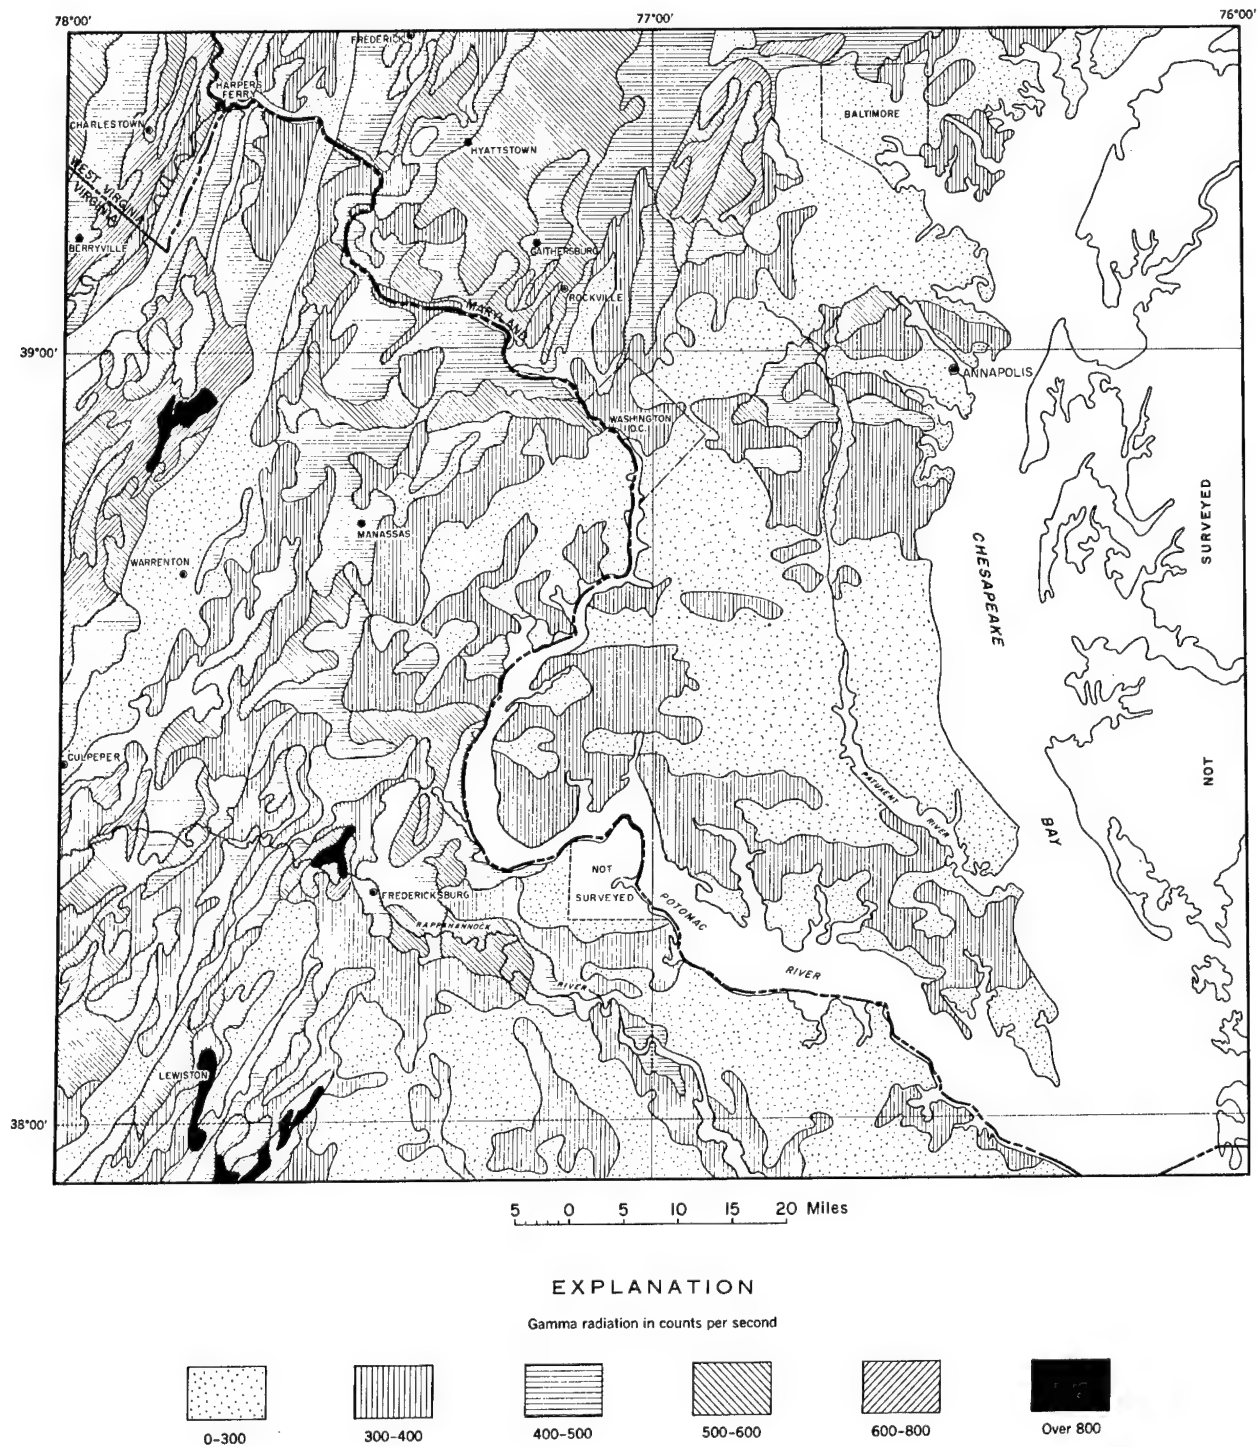 78°00'
77°00'
76°00'
FREDERICK
HARPERS
FERRY
BALTIMORE
CHARLESTOWN
HYATTSTOWN
WEST VIRGINIA
VIRGINIA
BERRYVILLE
GAITHERSBURG
ROCKVILLE
MARYLAND
39°00'
ANNAPOLIS
WASHINGTON
(D.C.)
MANASSAS
WARRENTON
CHESAPEAKE
BAY
SURVEYED
NOT
CULPEPER
PATUXENT
RIVER
NOT
SURVEYED
FREDERICKSBURG
RAPPAHANNOCK
RIVER
POTOMAC
RIVER
LEWISTON
38°00'
5 0 5 10 15 20 Miles
EXPLANATION
Gamma radiation in counts per second
0-300
300-400
400-500
500-600
600-800
Over 800